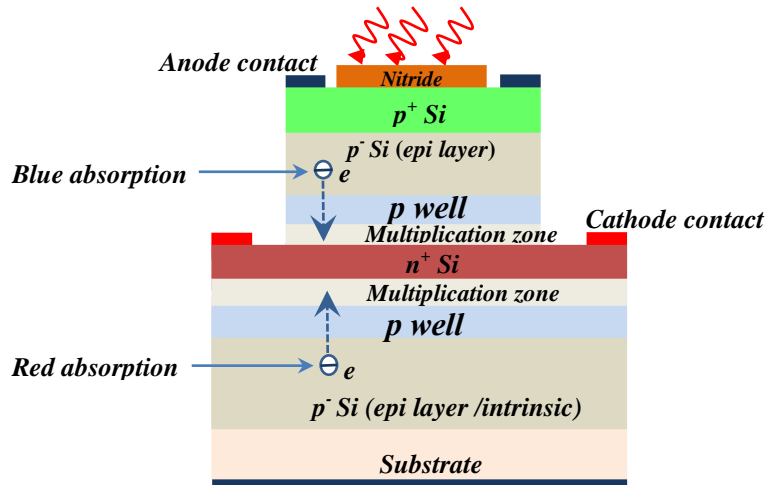 Anode contact
Nitride
p⁺ Si
p⁻ Si (epi layer)
Blue absorption
e
p well
Cathode contact
Multiplication zone
n⁺ Si
Multiplication zone
p well
Red absorption
e
p⁻ Si (epi layer /intrinsic)
Substrate